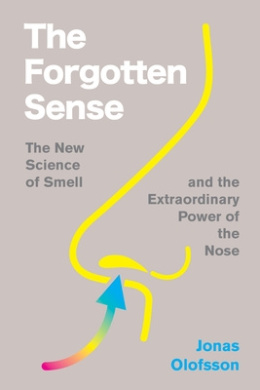 The
Forgotten
Sense
The New
Science
of Smell
and the
Extraordinary
Power of
the
Nose
Jonas
Olofsson